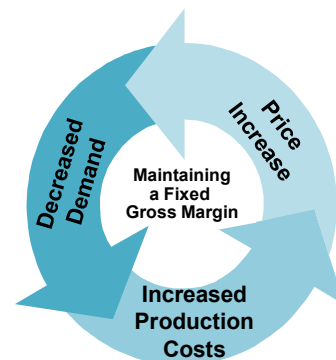 Price
Increase
Decreased
Demand
Maintaining
a Fixed
Gross Margin
Increased
Production
Costs